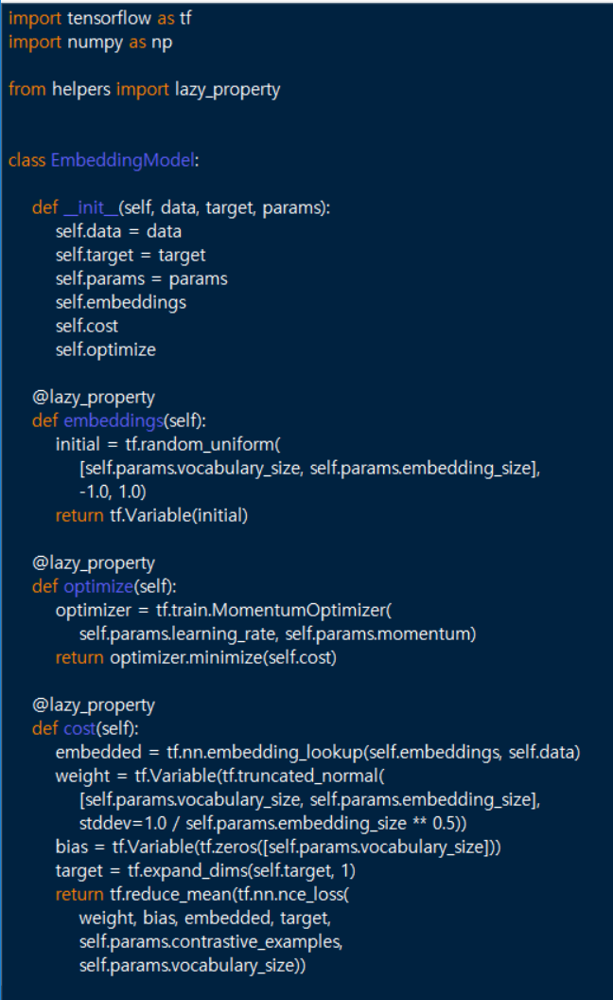 import tensorflow as tf
import numpy as np
from helpers import lazy_property
class EmbeddingModel:
def __init__(self, data, target, params):
self.data = data
self.target = target
self.params = params
self.embeddings
self.cost
self.optimize
@lazy_property
def embeddings(self):
initial = tf.random_uniform(
[self.params.vocabulary_size, self.params.embedding_size],
-1.0, 1.0)
return tf.Variable(initial)
@lazy_property
def optimize(self):
optimizer = tf.train.MomentumOptimizer(
self.params.learning_rate, self.params.momentum)
return optimizer.minimize(self.cost)
@lazy_property
def cost(self):
embedded = tf.nn.embedding_lookup(self.embeddings, self.data)
weight = tf.Variable(tf.truncated_normal(
[self.params.vocabulary_size, self.params.embedding_size],
stddev=1.0 / self.params.embedding_size ** 0.5))
bias = tf.Variable(tf.zeros([self.params.vocabulary_size]))
target = tf.expand_dims(self.target, 1)
return tf.reduce_mean(tf.nn.nce_loss(
weight, bias, embedded, target,
self.params.contrastive_examples,
self.params.vocabulary_size))